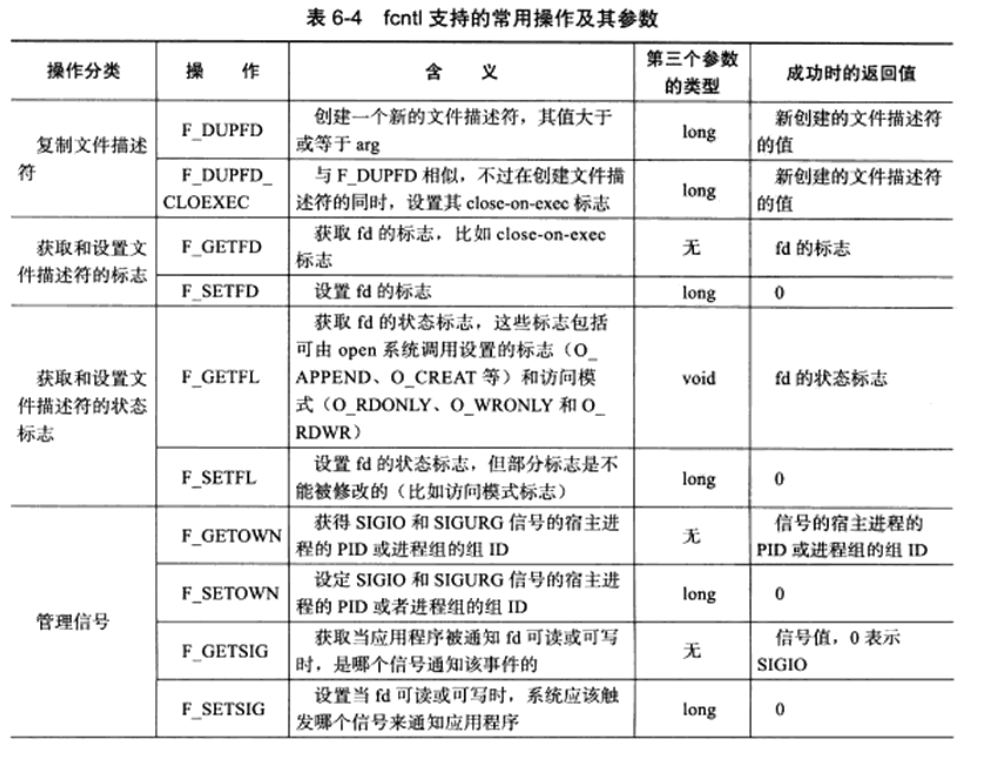 表 6-4 fcntl 支持的常用操作及其参数
操作分类 操 作 含 义 第三个参数的类型 成功时的返回值
复制文件描述符
F_DUPFD 创建一个新的文件描述符，其值大于
或等于 arg long 新创建的文件描述符
的值
F_DUPFD_
CLOEXEC 与 F_DUPFD 相似，不过在创建文件描
述符的同时，设置其 close-on-exec 标志 long 新创建的文件描述符
的值
获取和设置文
件描述符的标志
F_GETFD 获取 fd 的标志，比如 close-on-exec
标志 无 fd 的标志
F_SETFD 设置 fd 的标志 long 0
获取和设置文
件描述符的状态
标志
F_GETFL 获取 fd 的状态标志，这些标志包括
可由 open 系统调用设置的标志（O_
APPEND、O_CREAT 等）和访问模
式（O_RDONLY、O_WRONLY 和 O_
RDWR） void fd 的状态标志
F_SETFL 设置 fd 的状态标志，但部分标志是不
能被修改的（比如访问模式标志） long 0
管理信号
F_GETOWN 获得 SIGIO 和 SIGURG 信号的宿主进
程的 PID 或进程组的组 ID 无 信号的宿主进程的
PID 或进程组的组 ID
F_SETOWN 设定 SIGIO 和 SIGURG 信号的宿主进
程的 PID 或者进程组的组 ID long 0
F_GETSIG 获取当应用程序被通知 fd 可读或可写
时，是哪个信号通知该事件的 无 信号值，0 表示
SIGIO
F_SETSIG 设置当 fd 可读或可写时，系统应该触
发哪个信号来通知应用程序 long 0